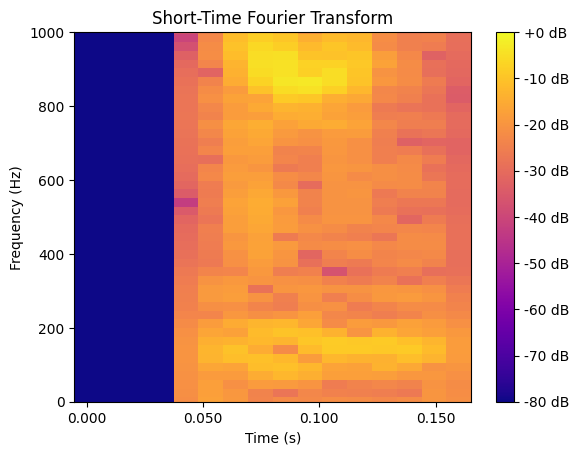 Short-Time Fourier Transform
1000
800
600
400
200
0
Frequency (Hz)
0.000
0.050
0.100
0.150
Time (s)
+0 dB
-10 dB
-20 dB
-30 dB
-40 dB
-50 dB
-60 dB
-70 dB
-80 dB